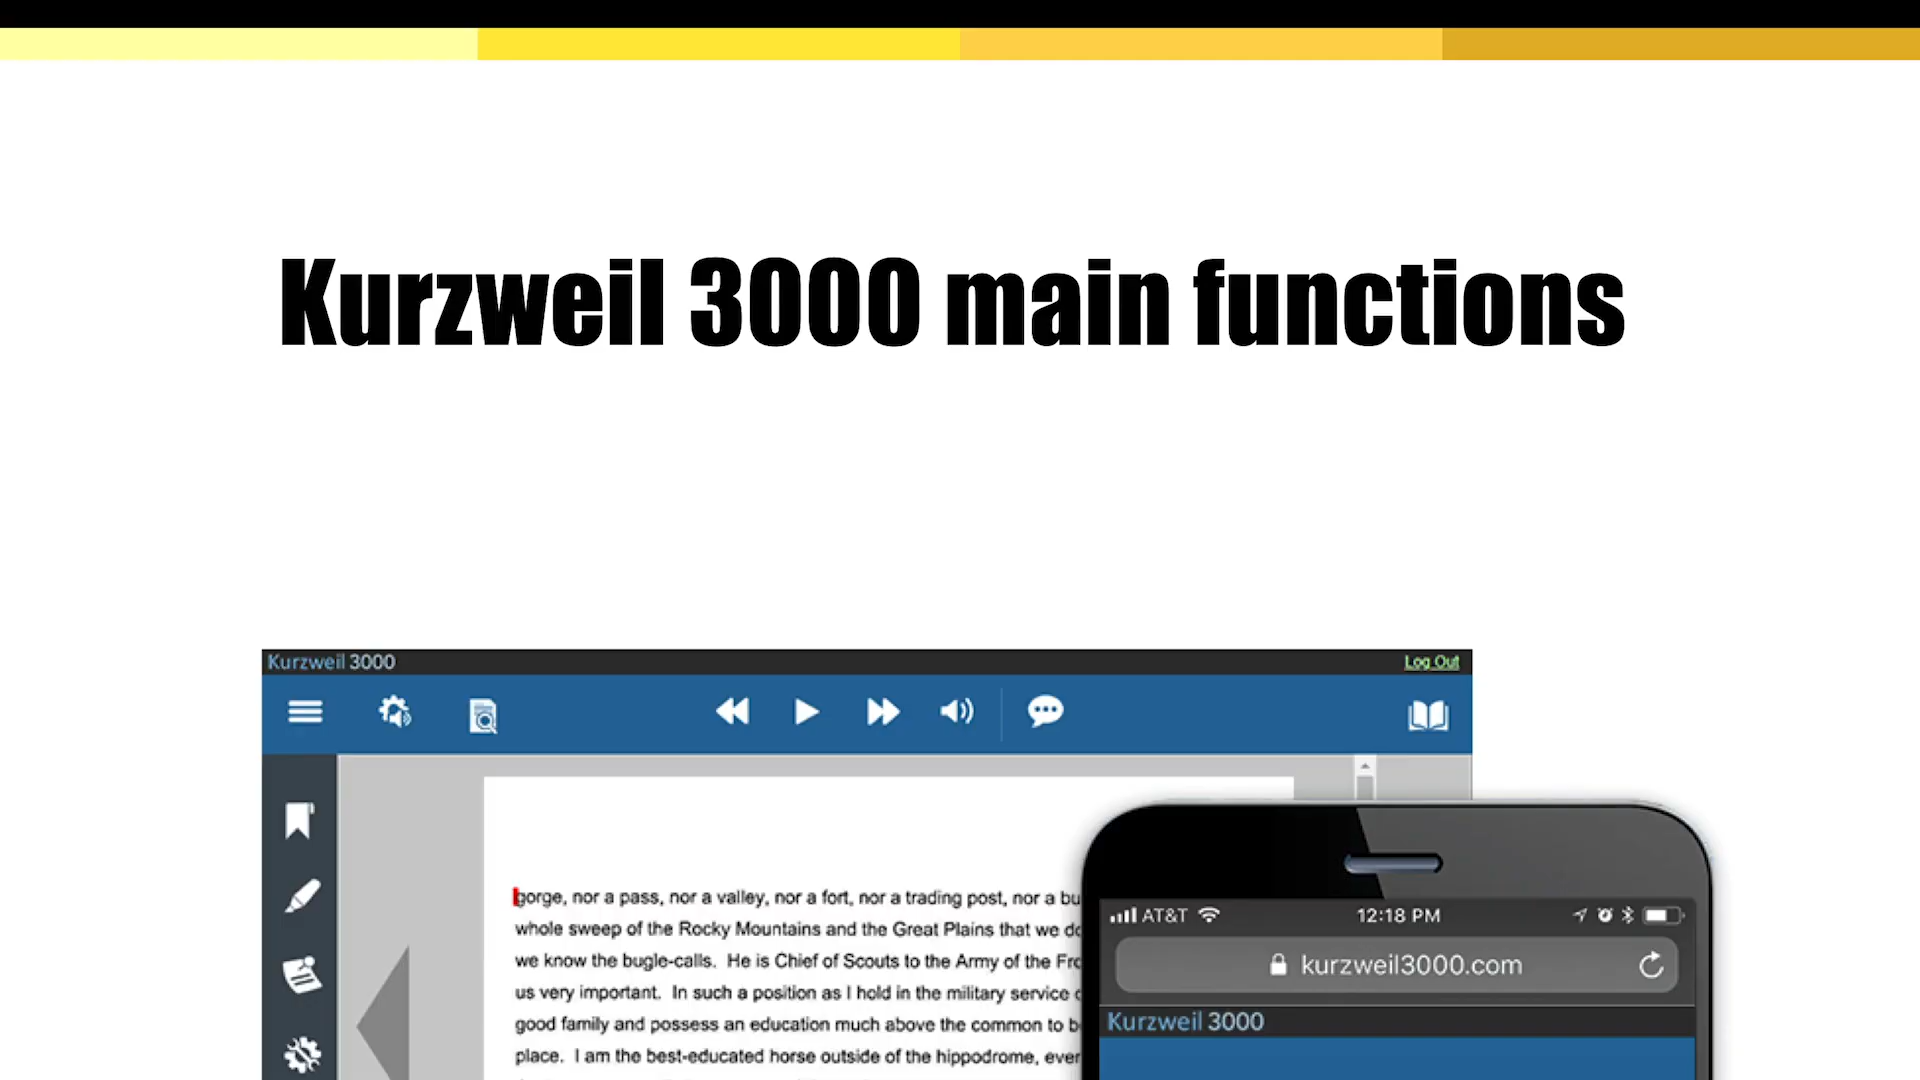 Kurzweil 3000 main functions
Kurzweil 3000
Log Out
gorge, nor a pass, nor a valley, nor a fort, nor a trading post, nor a bu
whole sweep of the Rocky Mountains and the Great Plains that we do
we know the bugle-calls. He is Chief of Scouts to the Army of the Fro
us very important. In such a position as I hold in the military service
good family and possess an education much above the common to b
place. I am the best-educated horse outside of the hippodrome, ever
AT&T
12:18 PM
kurzweil3000.com
Kurzweil 3000